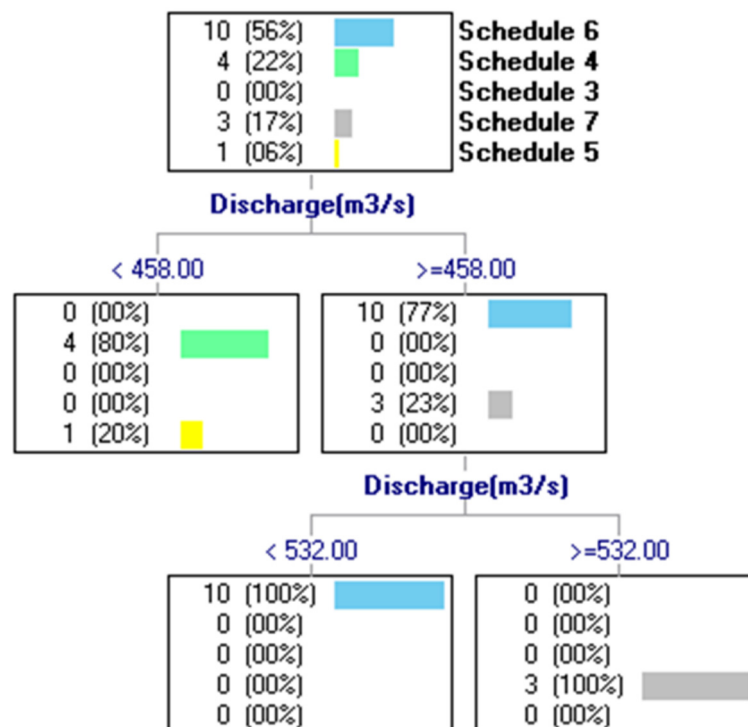 10 (56%) Schedule 6
4 (22%) Schedule 4
0 (00%) Schedule 3
3 (17%) Schedule 7
1 (06%) Schedule 5
Discharge(m3/s)
< 458.00 >=458.00
0 (00%)
4 (80%)
0 (00%)
0 (00%)
1 (20%)
10 (77%)
0 (00%)
0 (00%)
3 (23%)
0 (00%)
Discharge(m3/s)
< 532.00 >=532.00
10 (100%)
0 (00%)
0 (00%)
0 (00%)
0 (00%)
0 (00%)
0 (00%)
0 (00%)
3 (100%)
0 (00%)